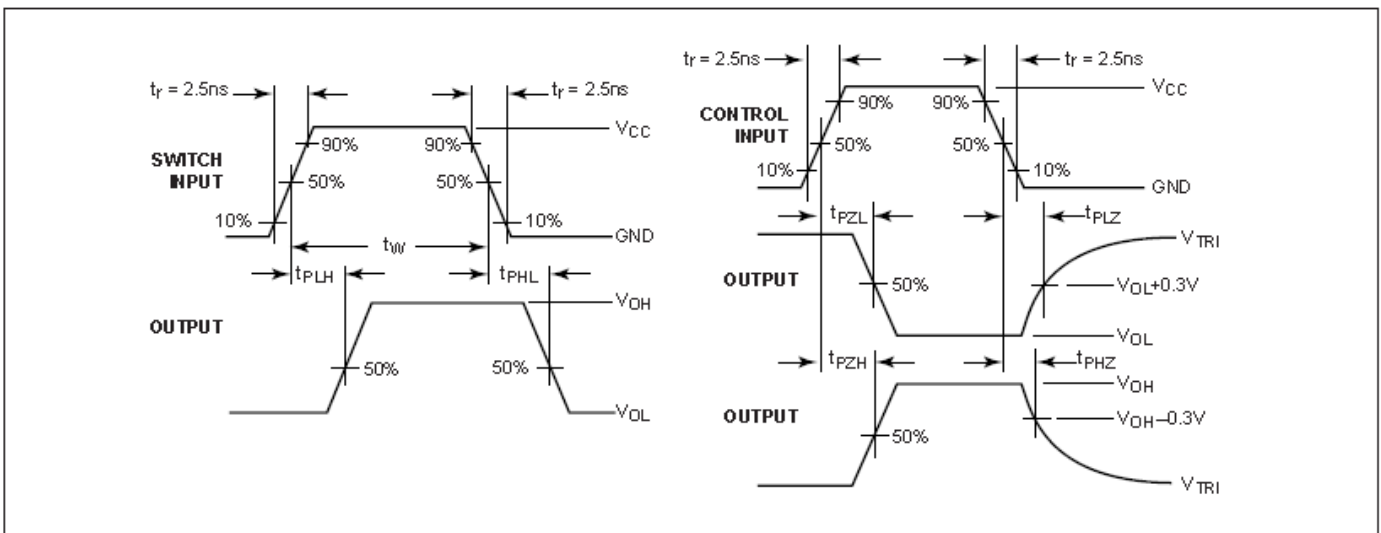 tr = 2.5ns
tf = 2.5ns
VCC
90%
90%
SWITCH
INPUT
50%
50%
10%
10%
GND
tW
tPLH
tPHL
VOH
OUTPUT
50%
50%
VOL
tr = 2.5ns
tf = 2.5ns
VCC
90%
90%
CONTROL
INPUT
50%
50%
10%
10%
GND
tPZL
tPLZ
VTRI
OUTPUT
50%
VOL+0.3V
VOL
tPZH
tPHZ
VOH
OUTPUT
VOH–0.3V
50%
VTRI